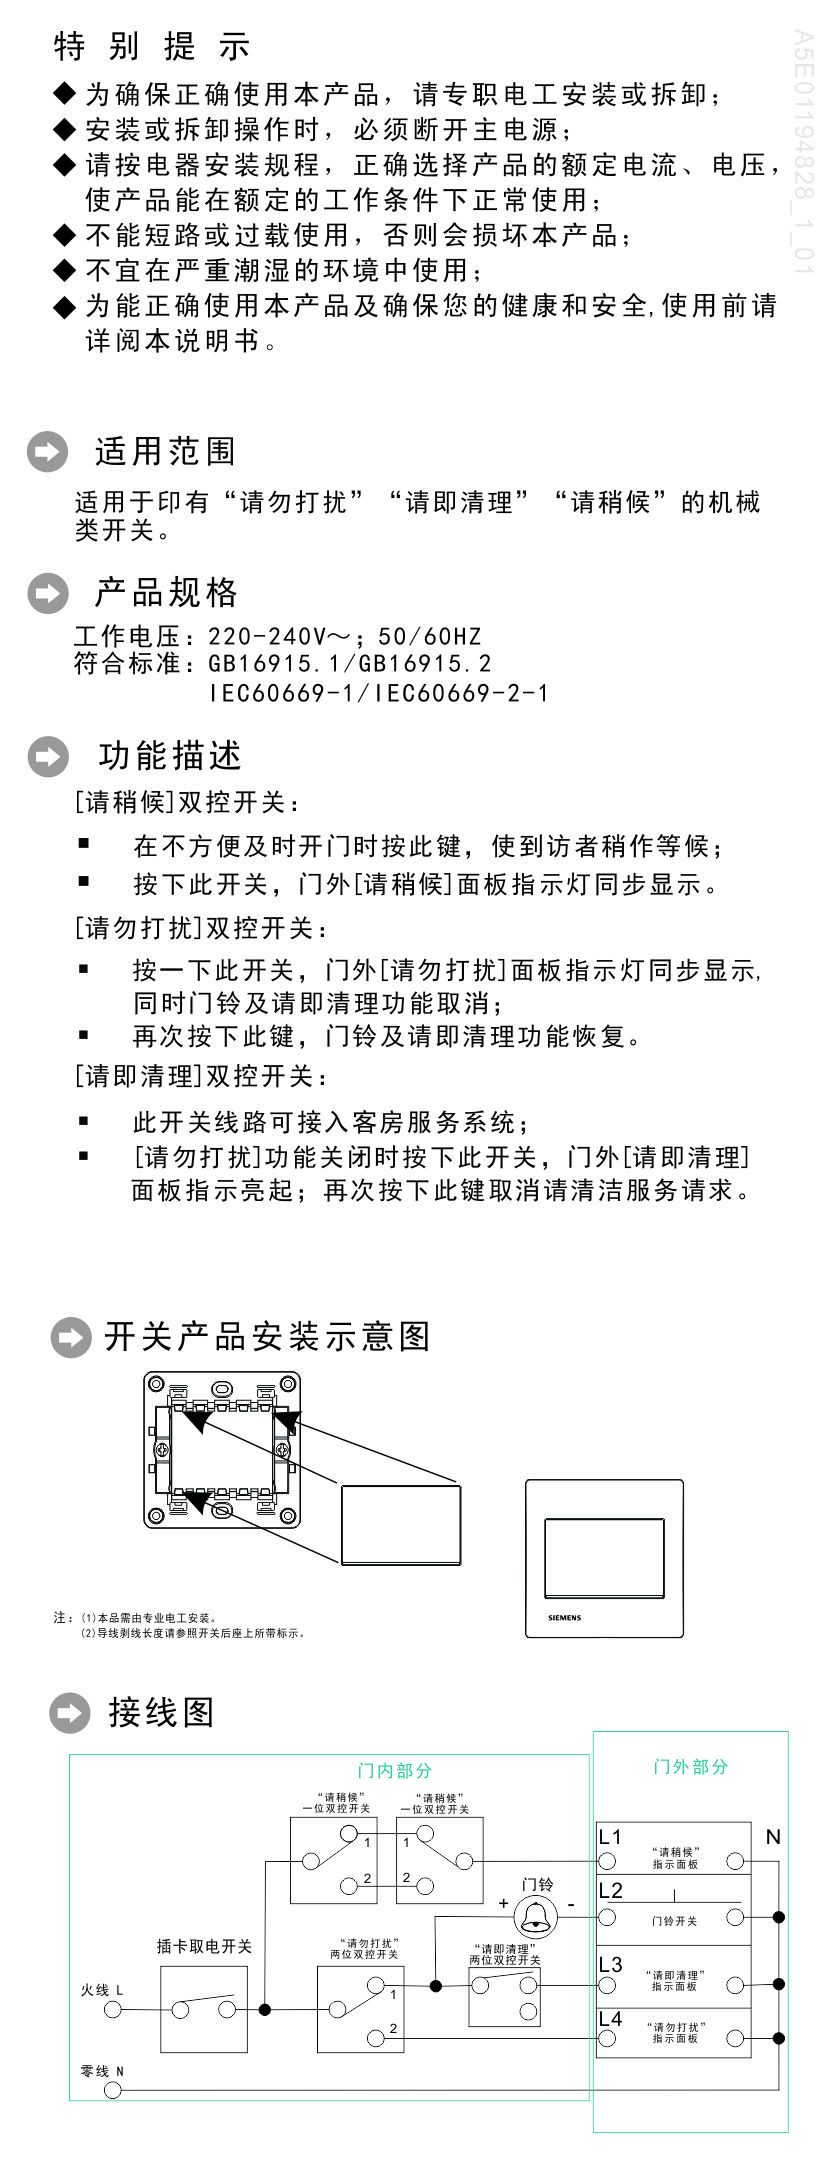 特别提示
A5E01194828_1_01
◆为确保正确使用本产品，请专职电工安装或拆卸；
◆安装或拆卸操作时，必须断开主电源；
◆请按电器安装规程，正确选择产品的额定电流、电压，
使产品能在额定的工作条件下正常使用；
◆不能短路或过载使用，否则会损坏本产品；
◆不宜在严重潮湿的环境中使用；
◆为能正确使用本产品及确保您的健康和安全,使用前请
详阅本说明书。
适用范围
适用于印有“请勿打扰”“请即清理”“请稍候”的机械
类开关。
产品规格
工作电压：220-240V～；50/60HZ
符合标准：GB16915.1/GB16915.2
IEC60669-1/IEC60669-2-1
功能描述
[请稍候]双控开关：
▪ 在不方便及时开门时按此键，使到访者稍作等候；
▪ 按下此开关，门外[请稍候]面板指示灯同步显示。
[请勿打扰]双控开关：
▪ 按一下此开关，门外[请勿打扰]面板指示灯同步显示,
同时门铃及请即清理功能取消；
▪ 再次按下此键，门铃及请即清理功能恢复。
[请即清理]双控开关：
▪ 此开关线路可接入客房服务系统；
▪ [请勿打扰]功能关闭时按下此开关，门外[请即清理]
面板指示亮起；再次按下此键取消请清洁服务请求。
开关产品安装示意图
SIEMENS
注：(1)本品需由专业电工安装。
(2)导线剥线长度请参照开关后座上所带标示。
接线图
门内部分
门外部分
“请稍候”
一位双控开关
“请稍候”
一位双控开关
1
1
2
2
L1
“请稍候”
指示面板
N
门铃
+
-
L2
门铃开关
插卡取电开关
“请勿打扰”
两位双控开关
“请即清理”
两位双控开关
1
2
L3
“请即清理”
指示面板
火线 L
L4
“请勿打扰”
指示面板
零线 N